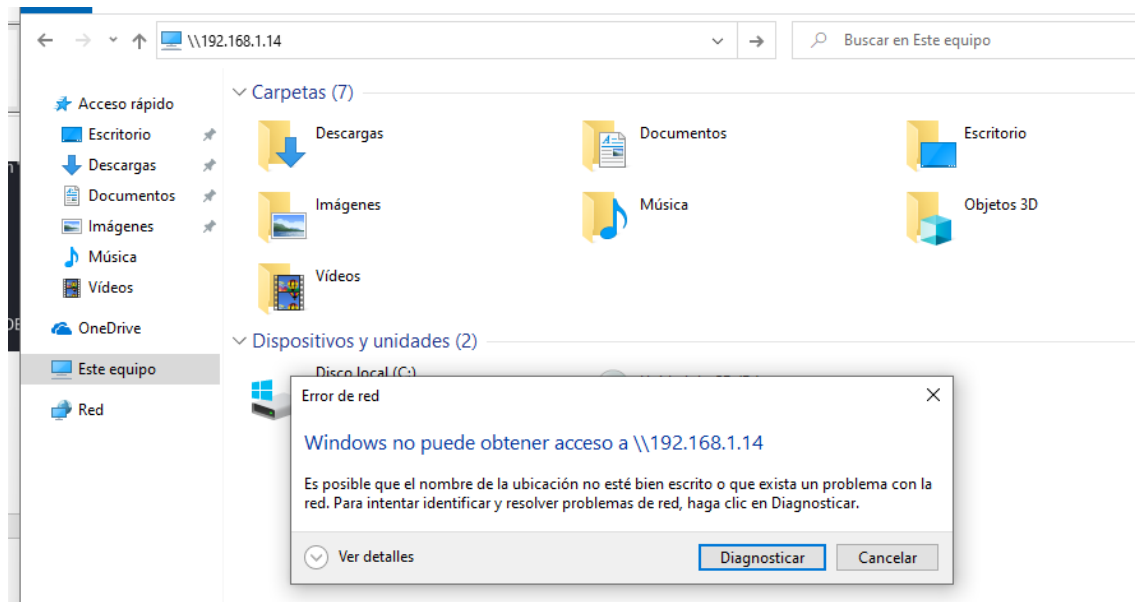 \\192.168.1.14
Buscar en Este equipo
Acceso rápido
Escritorio
Descargas
Documentos
Imágenes
Música
Vídeos
OneDrive
Este equipo
Red
Carpetas (7)
Descargas
Documentos
Escritorio
Imágenes
Música
Objetos 3D
Vídeos
Dispositivos y unidades (2)
Disco local (C:)
Error de red
Windows no puede obtener acceso a \\192.168.1.14
Es posible que el nombre de la ubicación no esté bien escrito o que exista un problema con la
red. Para intentar identificar y resolver problemas de red, haga clic en Diagnosticar.
Ver detalles
Diagnosticar
Cancelar